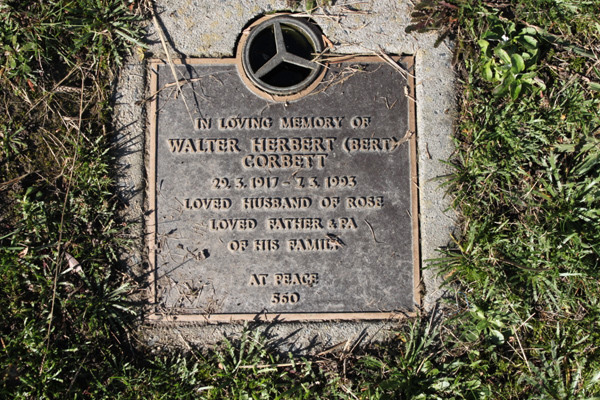 IN LOVING MEMORY OF
WALTER HERBERT (BERT)
CORBETT
29. 3. 1917 - 7. 3. 1993
LOVED HUSBAND OF ROSE
LOVED FATHER & PA
OF HIS FAMILY
AT PEACE
550